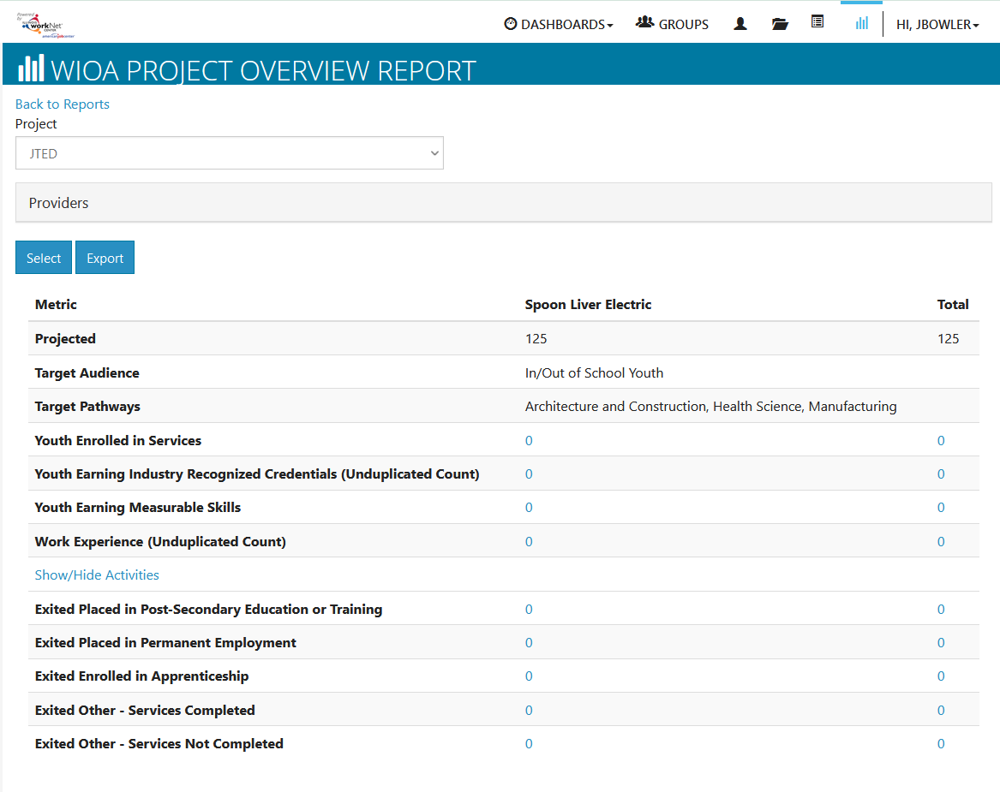 Powered by
ILLINOIS
workNet
CENTER
americanjobcenter
DASHBOARDS
GROUPS
HI, JBOWLER
WIOA PROJECT OVERVIEW REPORT
Back to Reports
Project
JTED
Providers
Select Export
Metric Spoon Liver Electric Total
Projected 125 125
Target Audience In/Out of School Youth
Target Pathways Architecture and Construction, Health Science, Manufacturing
Youth Enrolled in Services 0 0
Youth Earning Industry Recognized Credentials (Unduplicated Count) 0 0
Youth Earning Measurable Skills 0 0
Work Experience (Unduplicated Count) 0 0
Show/Hide Activities
Exited Placed in Post-Secondary Education or Training 0 0
Exited Placed in Permanent Employment 0 0
Exited Enrolled in Apprenticeship 0 0
Exited Other - Services Completed 0 0
Exited Other - Services Not Completed 0 0